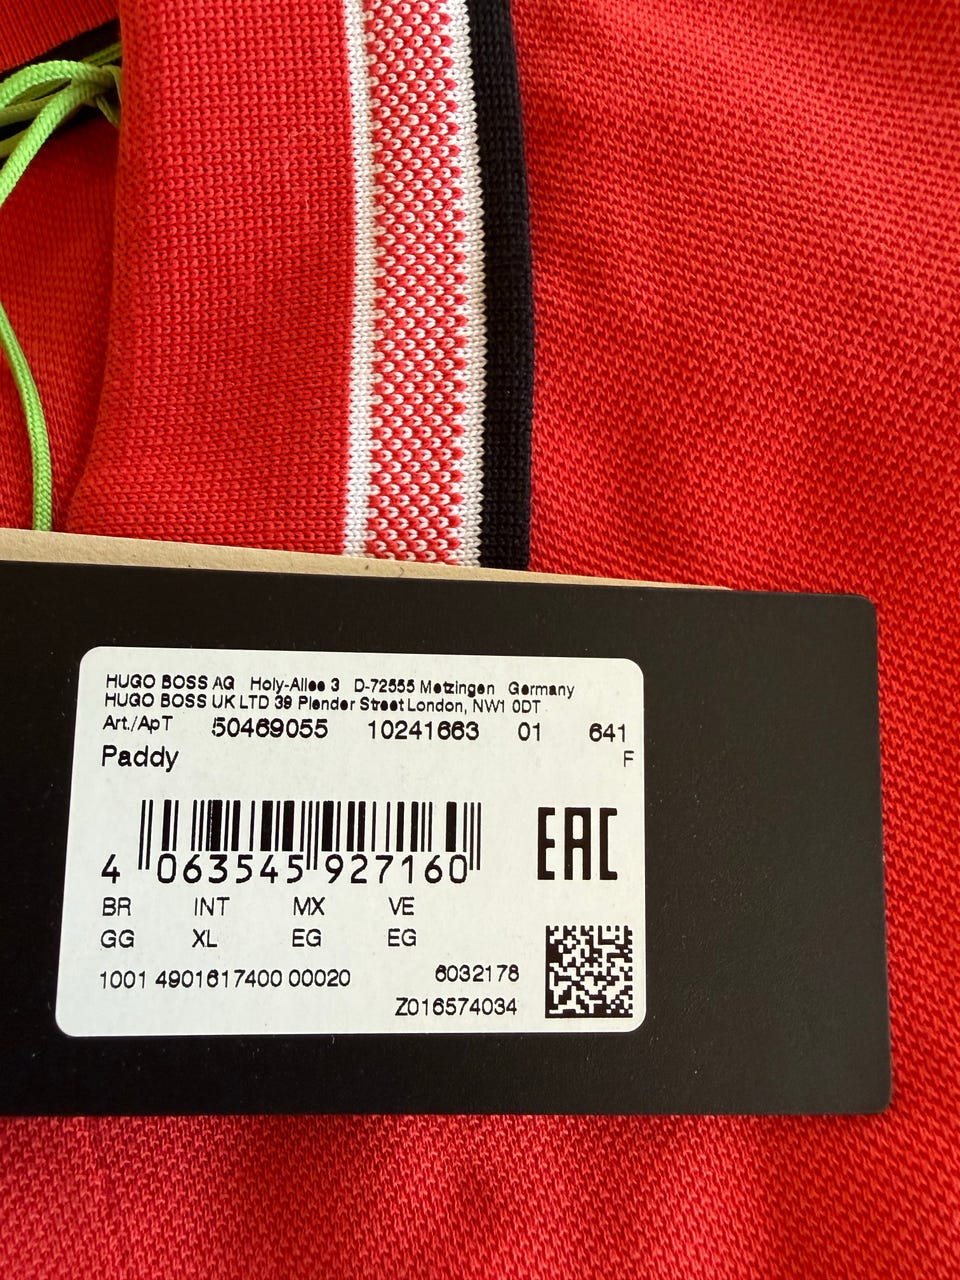 HUGO BOSS AG Holy-Allee 3 D-72555 Metzingen Germany
HUGO BOSS UK LTD 39 Plender Street London, NW1 0DT
Art./ApT 50469055 10241663 01 641
Paddy F
4 063545 927160
EAC
BR INT MX VE
GG XL EG EG
1001 4901617400 00020 6032178
Z016574034